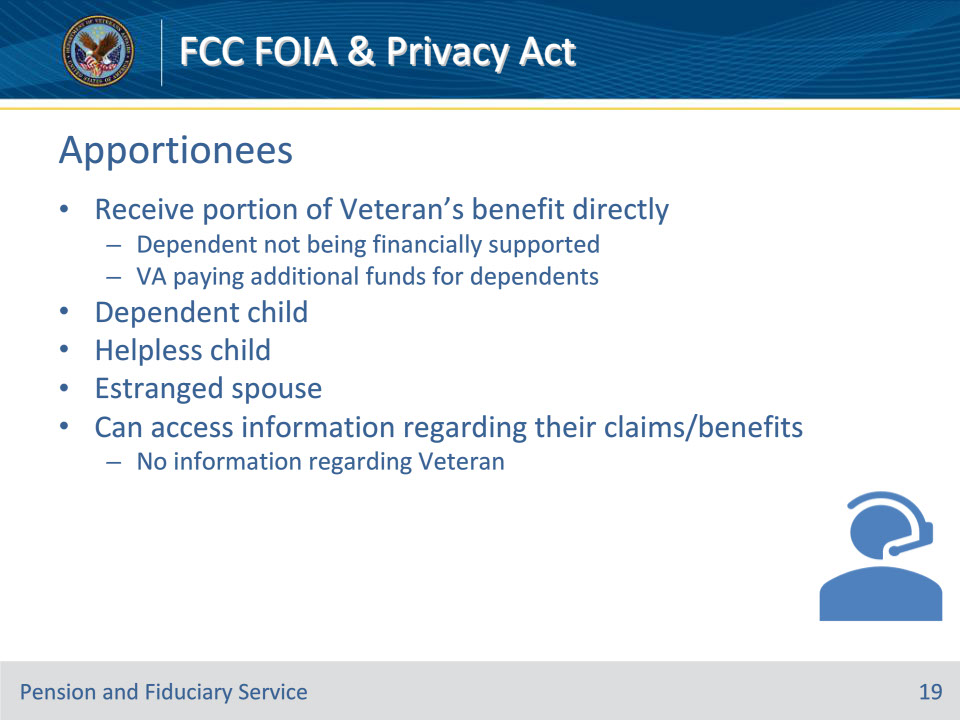 FCC FOIA & Privacy Act
Apportionees
• Receive portion of Veteran’s benefit directly
– Dependent not being financially supported
– VA paying additional funds for dependents
• Dependent child
• Helpless child
• Estranged spouse
• Can access information regarding their claims/benefits
– No information regarding Veteran
Pension and Fiduciary Service
19